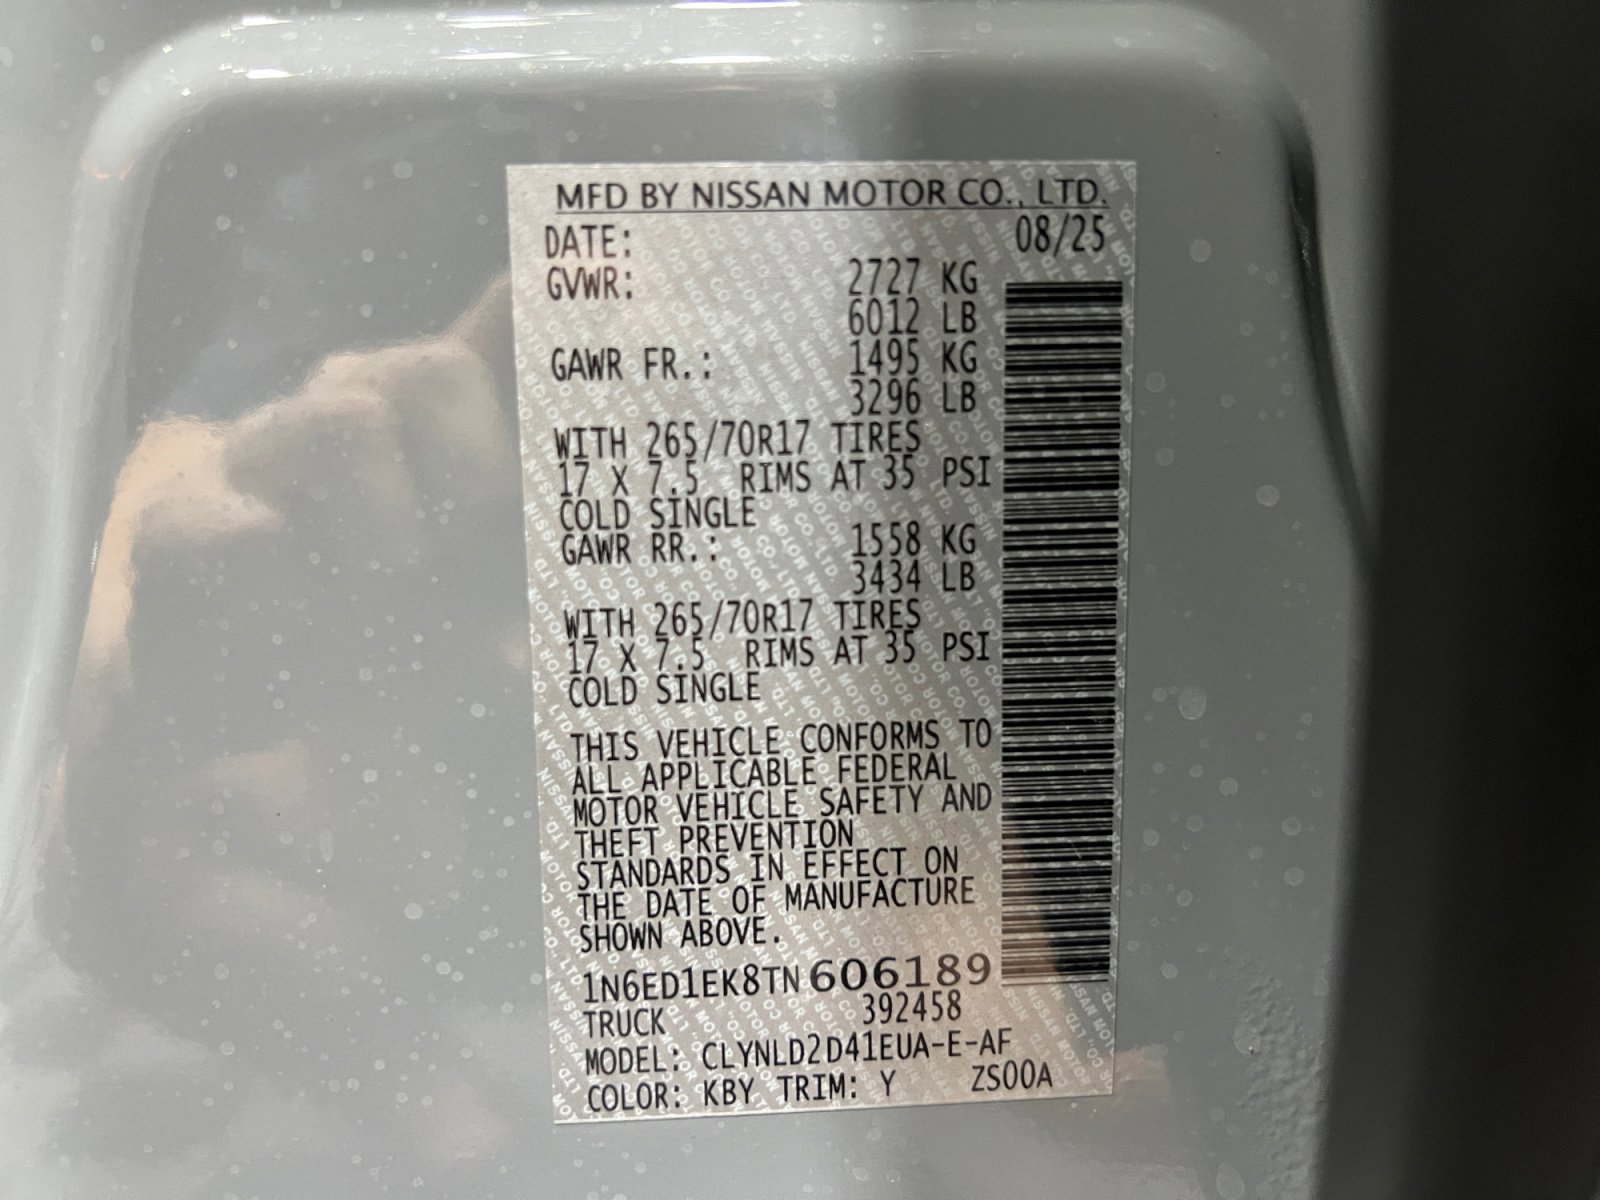 MFD BY NISSAN MOTOR CO., LTD.
DATE: 08/25
GVWR: 2727 KG
6012 LB
GAWR FR.: 1495 KG
3296 LB
WITH 265/70R17 TIRES
17 X 7.5 RIMS AT 35 PSI
COLD SINGLE
GAWR RR.: 1558 KG
3434 LB
WITH 265/70R17 TIRES
17 X 7.5 RIMS AT 35 PSI
COLD SINGLE
THIS VEHICLE CONFORMS TO
ALL APPLICABLE FEDERAL
MOTOR VEHICLE SAFETY AND
THEFT PREVENTION
STANDARDS IN EFFECT ON
THE DATE OF MANUFACTURE
SHOWN ABOVE.
1N6ED1EK8TN606189
TRUCK 392458
MODEL: CLYNLD2D41EUA-E-AF
COLOR: KBY TRIM: Y ZS00A